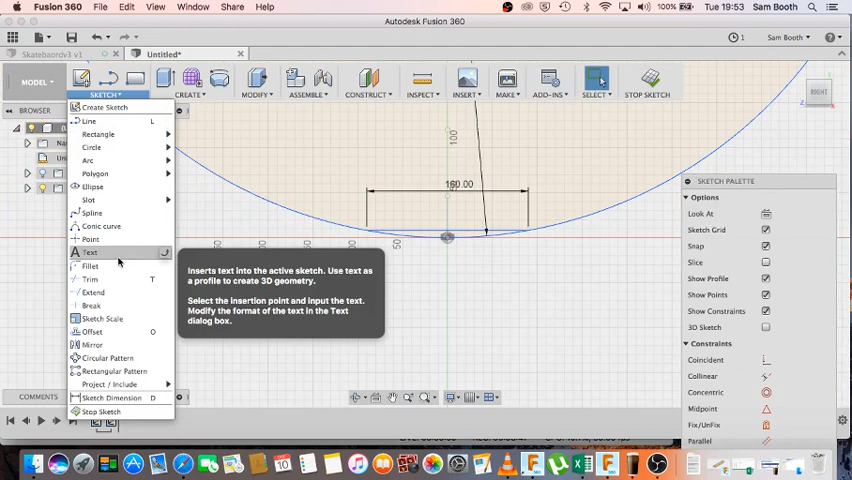 Fusion 360 File Edit View Window Share Help 100% Tue 19:53 Sam Booth
Autodesk Fusion 360
Sam Booth
Skatebaordv3 v1 Untitled*
MODEL SKETCH CREATE MODIFY ASSEMBLE CONSTRUCT INSPECT INSERT MAKE ADD-INS SELECT STOP SKETCH
BROWSER
Create Sketch
Line L
Rectangle
Circle
Arc
Polygon
Ellipse
Slot
Spline
Conic curve
Point
Text
Fillet
Trim T
Extend
Break
Sketch Scale
Offset O
Mirror
Circular Pattern
Rectangular Pattern
Project / Include
Sketch Dimension D
Stop Sketch
Inserts text into the active sketch. Use text as
a profile to create 3D geometry.
Select the insertion point and input the text.
Modify the format of the text in the Text
dialog box.
100
50
RIGHT
SKETCH PALETTE
Options
Look At
Sketch Grid
Snap
Slice
Show Profile
Show Points
Show Constraints
3D Sketch
Constraints
Coincident
Collinear
Concentric
Midpoint
Fix/UnFix
Parallel
COMMENTS